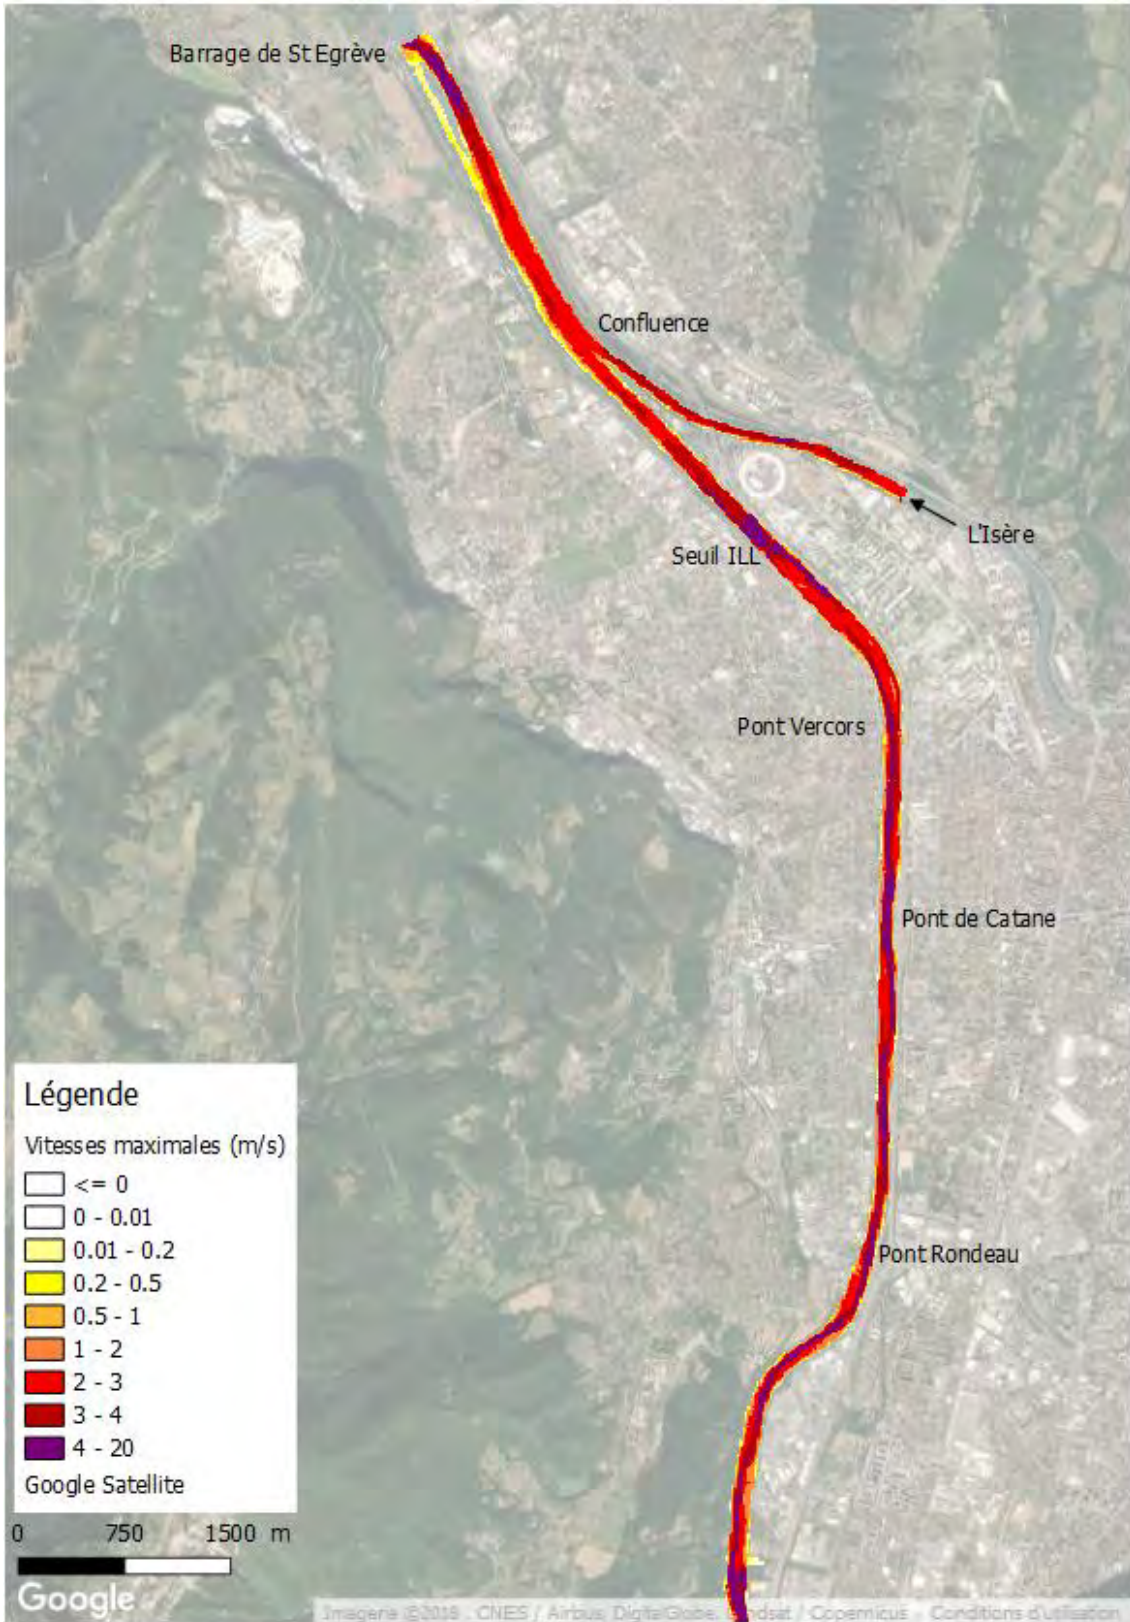 Barrage de St Egrève
Confluence
L'Isère
Seuil ILL
Pont Vercors
Pont de Catane
Pont Rondeau
Légende
Vitesses maximales (m/s)
<= 0
0 - 0.01
0.01 - 0.2
0.2 - 0.5
0.5 - 1
1 - 2
2 - 3
3 - 4
4 - 20
Google Satellite
0 750 1500 m
Google
Imagerie ©2018 , CNES / Airbus, DigitalGlobe, / Copernicus Conditions d'utilisation